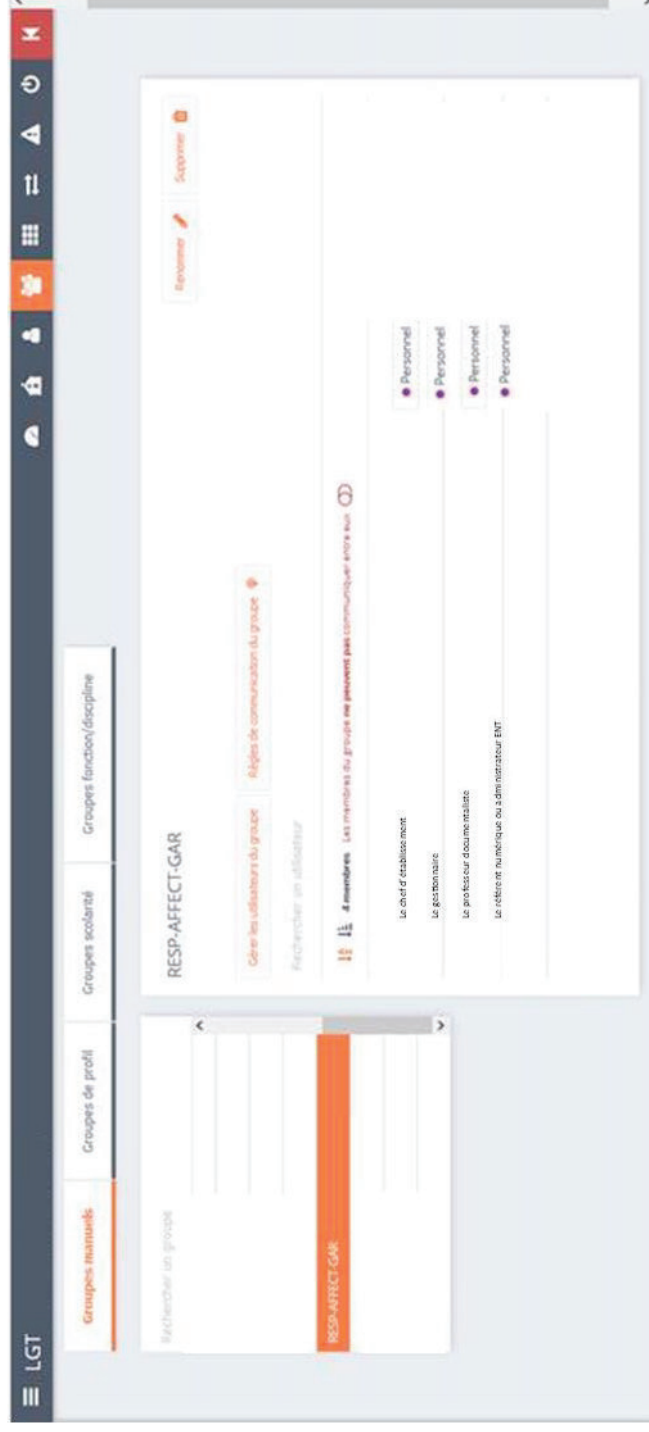 LGT
Groupes manuels
Groupes de profil
Groupes scolarité
Groupes fonction/discipline
Rechercher un groupe
RESP-AFFECT-GAR
RESP-AFFECT-GAR
Renommer
Supprimer
Gérer les utilisateurs du groupe
Règles de communication du groupe
Rechercher un utilisateur
4 membres Les membres du groupe ne peuvent pas communiquer entre eux
Le chef d'établissement Personnel
Le gestionnaire Personnel
Le professeur documentaliste Personnel
Le référent numérique ou administrateur ENT Personnel